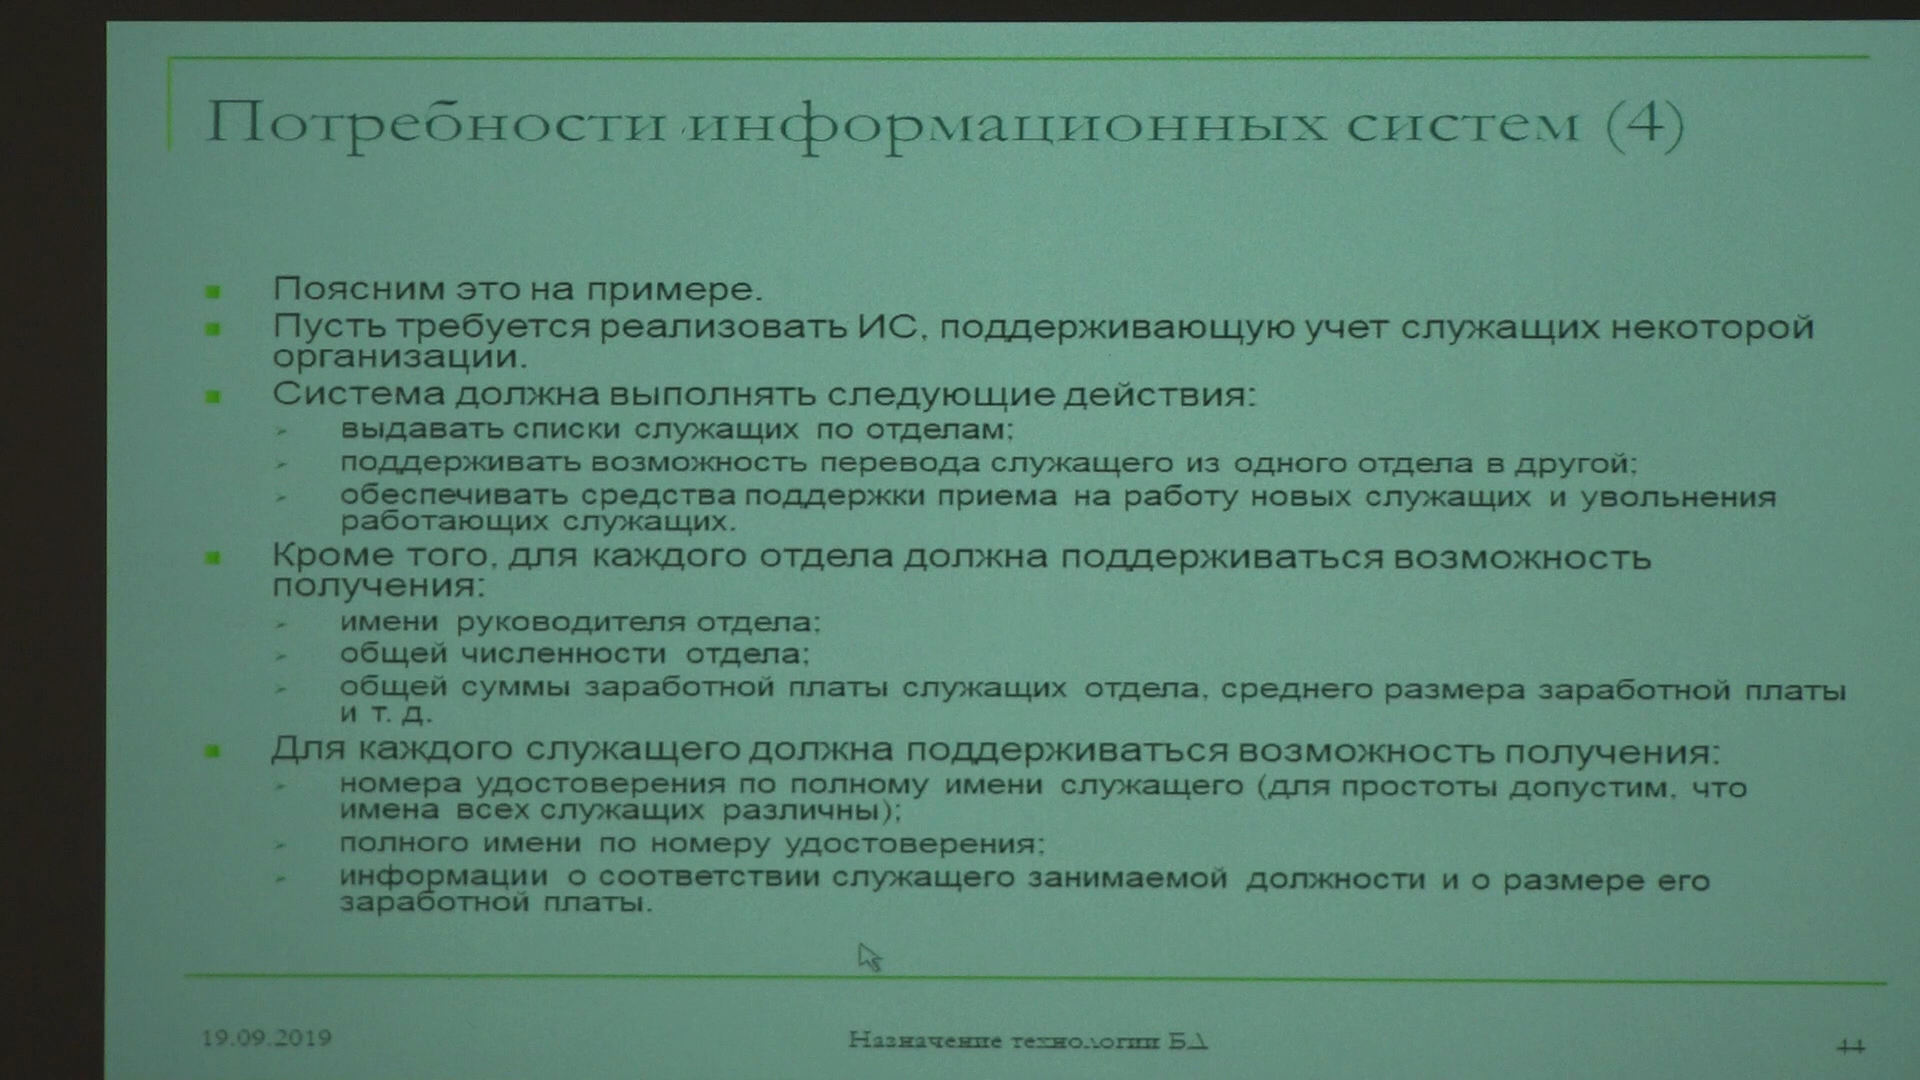 Потребности информационных систем (4)
Поясним это на примере.
Пусть требуется реализовать ИС, поддерживающую учет служащих некоторой
организации.
Система должна выполнять следующие действия:
выдавать списки служащих по отделам;
поддерживать возможность перевода служащего из одного отдела в другой;
обеспечивать средства поддержки приема на работу новых служащих и увольнения
работающих служащих.
Кроме того, для каждого отдела должна поддерживаться возможность
получения:
имени руководителя отдела;
общей численности отдела;
общей суммы заработной платы служащих отдела, среднего размера заработной платы
и т. д.
Для каждого служащего должна поддерживаться возможность получения:
номера удостоверения по полному имени служащего (для простоты допустим, что
имена всех служащих различны);
полного имени по номеру удостоверения;
информации о соответствии служащего занимаемой должности и о размере его
заработной платы.
19.09.2019
Назначение технологии БД
44